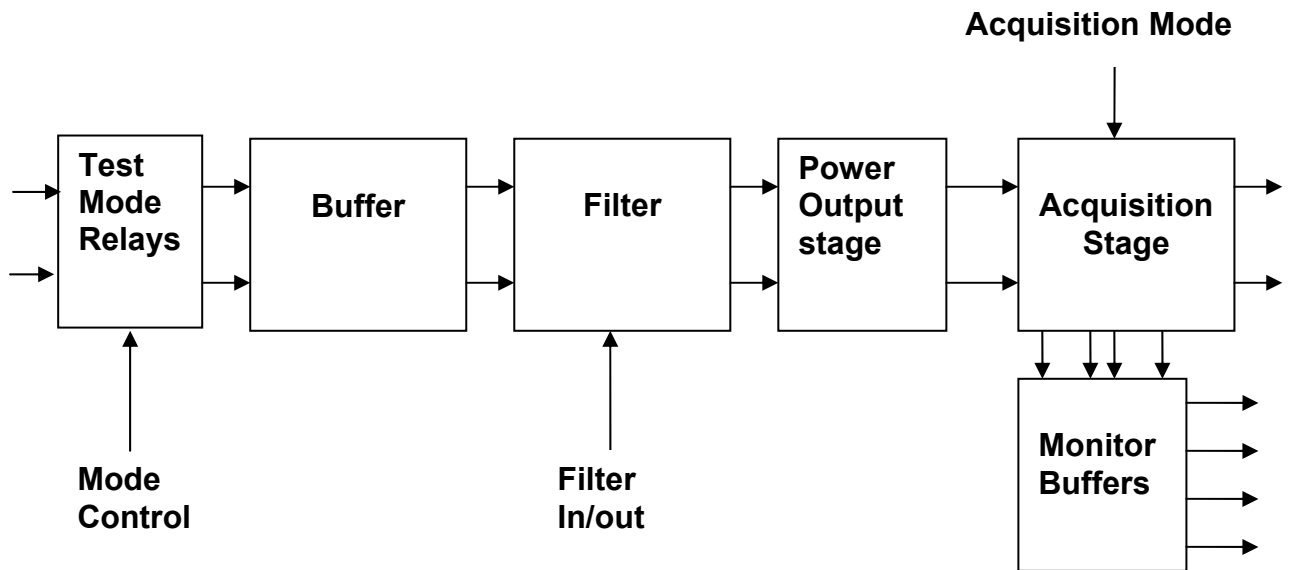 Acquisition Mode
Test
Mode
Relays
Buffer
Filter
Power
Output
stage
Acquisition
Stage
Monitor
Buffers
Mode
Control
Filter
In/out